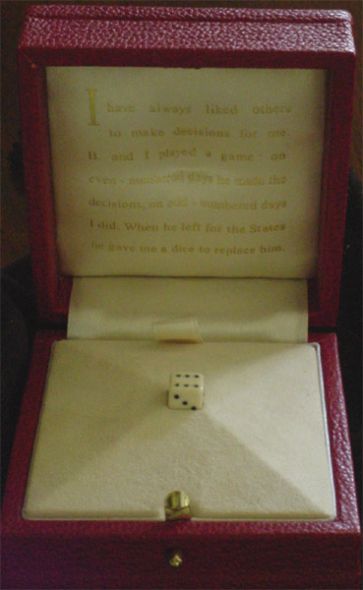 I have always liked others
to make decisions for me.
B. and I played a game - on
even - numbered days he made the
decisions, on odd - numbered days
I did. When he left for the States
he gave me a dice to replace him.